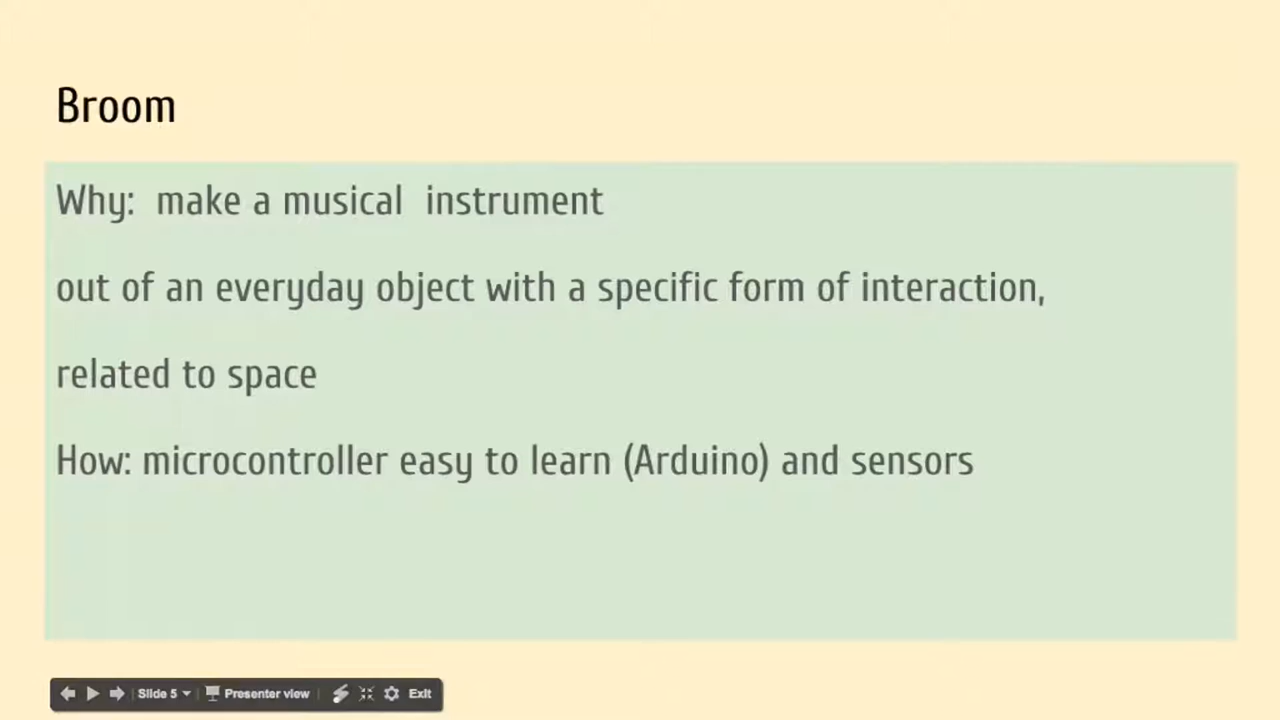 Broom
Why:  make a musical  instrument
out of an everyday object with a specific form of interaction,
related to space
How: microcontroller easy to learn (Arduino) and sensors
Slide 5 Presenter view Exit